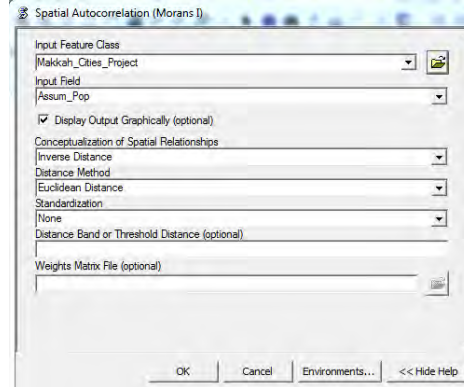 Spatial Autocorrelation (Morans I)
Input Feature Class
Makkah_Cities_Project
Input Field
Assum_Pop
Display Output Graphically (optional)
Conceptualization of Spatial Relationships
Inverse Distance
Distance Method
Euclidean Distance
Standardization
None
Distance Band or Threshold Distance (optional)
Weights Matrix File (optional)
OK Cancel Environments... << Hide Help